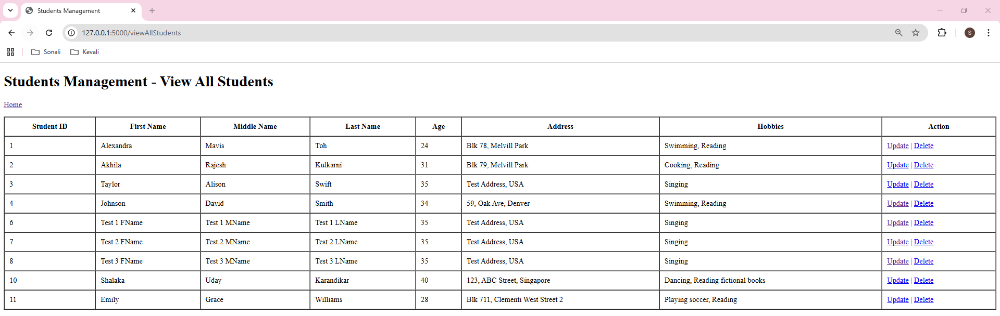 Students Management
127.0.0.1:5000/viewAllStudents
S
Sonali Kevali
Students Management - View All Students
Home
Student ID First Name Middle Name Last Name Age Address Hobbies Action
1 Alexandra Mavis Toh 24 Blk 78, Melvill Park Swimming, Reading Update | Delete
2 Akhila Rajesh Kulkarni 31 Blk 79, Melvill Park Cooking, Reading Update | Delete
3 Taylor Alison Swift 35 Test Address, USA Singing Update | Delete
4 Johnson David Smith 34 59, Oak Ave, Denver Swimming, Reading Update | Delete
6 Test 1 FName Test 1 MName Test 1 LName 35 Test Address, USA Singing Update | Delete
7 Test 2 FName Test 2 MName Test 2 LName 35 Test Address, USA Singing Update | Delete
8 Test 3 FName Test 3 MName Test 3 LName 35 Test Address, USA Singing Update | Delete
10 Shalaka Uday Karandikar 40 123, ABC Street, Singapore Dancing, Reading fictional books Update | Delete
11 Emily Grace Williams 28 Blk 711, Clementi West Street 2 Playing soccer, Reading Update | Delete